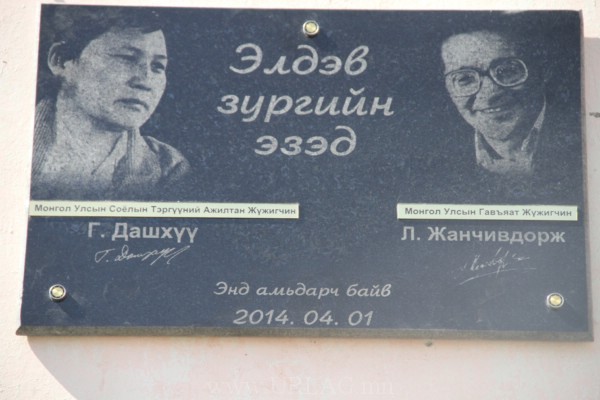 Элдэв
зургийн
эзэд
Монгол Улсын Соёлын Тэргүүний Ажилтан Жүжигчин
Г. Дашхүү
Монгол Улсын Гавъяат Жүжигчин
Л. Жанчивдорж
Энд амьдарч байв
2014. 04. 01